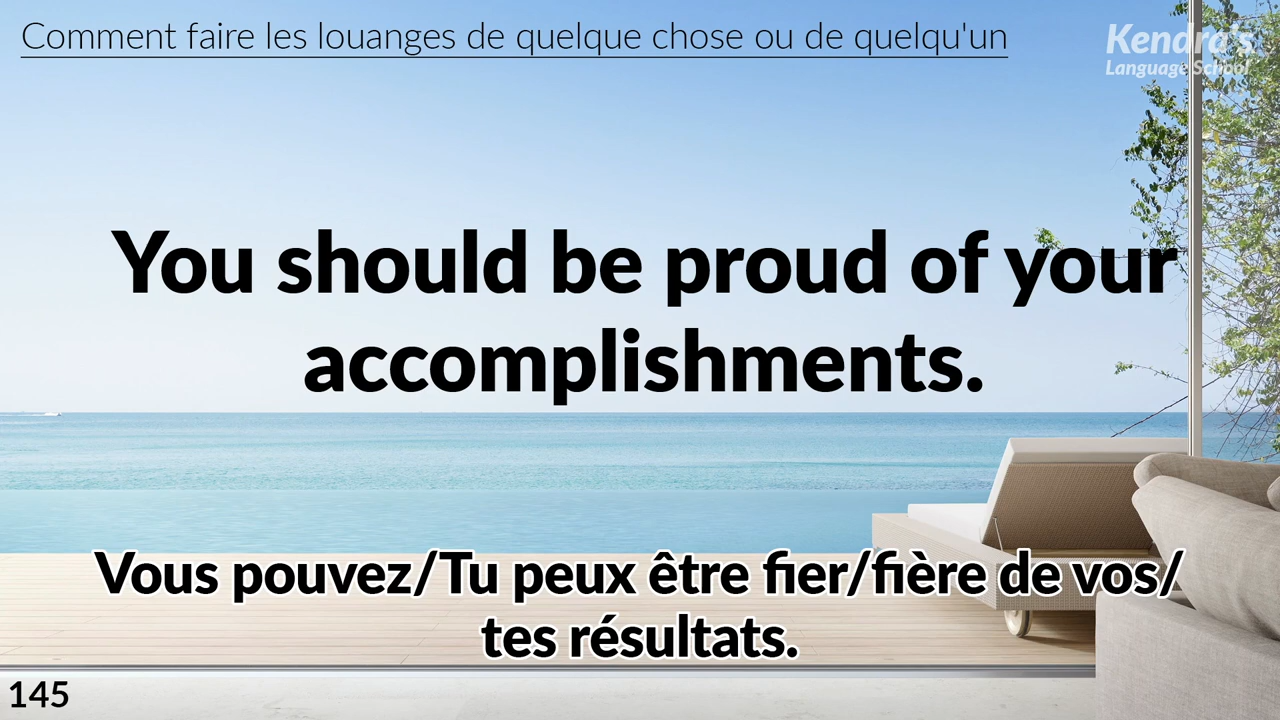 Comment faire les louanges de quelque chose ou de quelqu'un
Kendra's
Language School
You should be proud of your
accomplishments.
Vous pouvez/Tu peux être fier/fière de vos/
tes résultats.
145